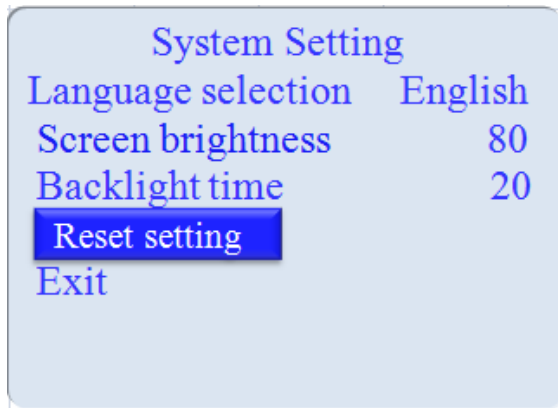 System Setting
Language selection English
Screen brightness 80
Backlight time 20
Reset setting
Exit